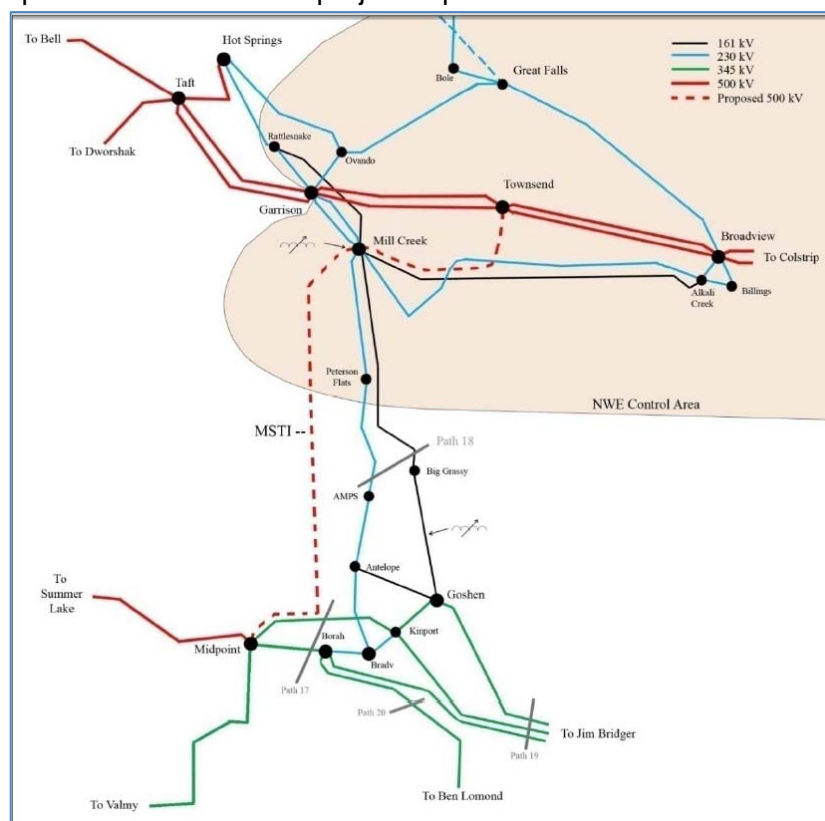 To Bell
Hot Springs
Taft
Bole
Great Falls
161 kV
230 kV
345 kV
500 kV
Proposed 500 kV
To Dworshak
Rattlesnake
Ovando
Townsend
Garrison
Mill Creek
Broadview
To Colstrip
Alkali
Creek
Billings
Peterson
Flats
NWE Control Area
MSTI --
Path 18
Big Grassy
AMPS
Antelope
To
Summer
Lake
Goshen
Midpoint
Borah
Kinport
Brady
Path 17
Path 20
Path 19
To Jim Bridger
To Valmy
To Ben Lomond